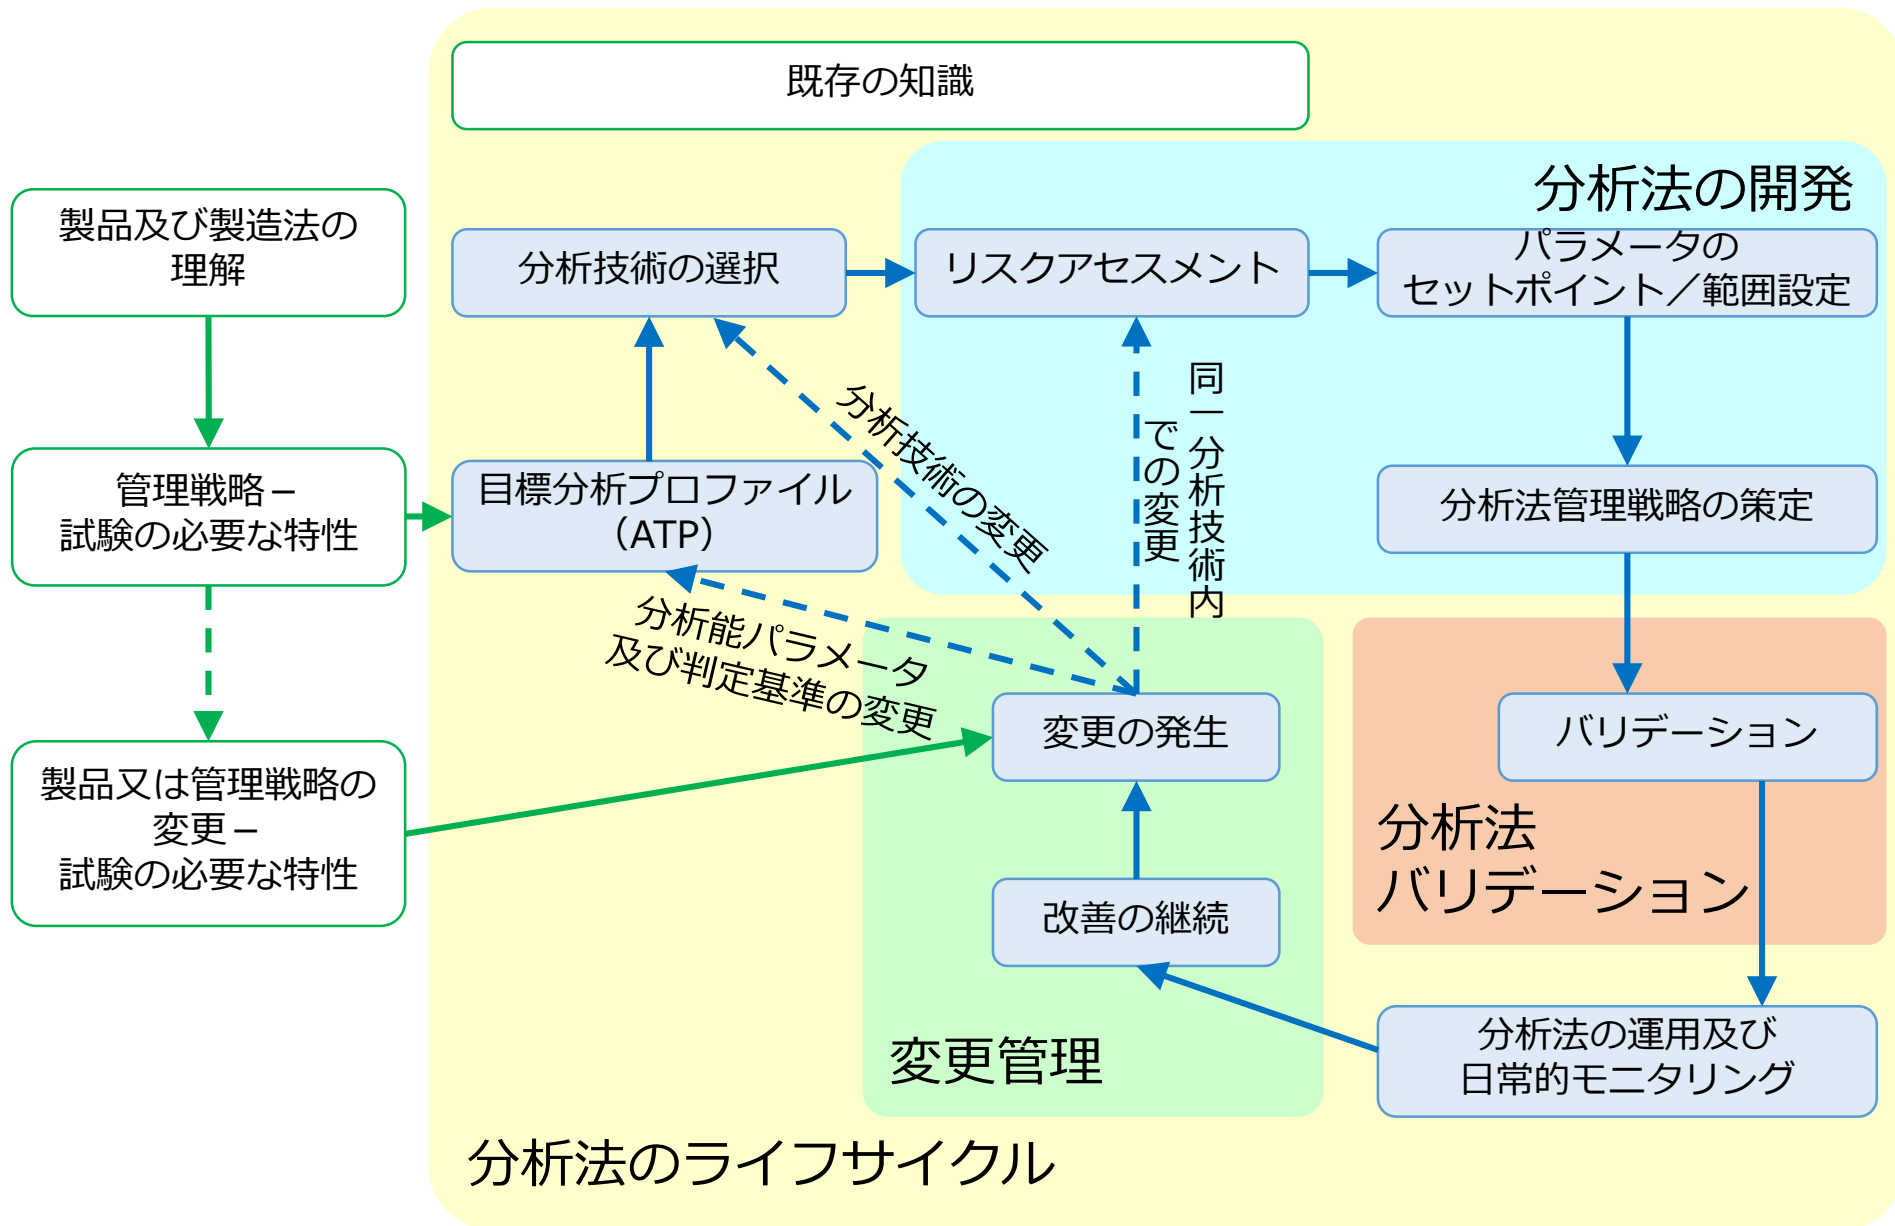 既存の知識
分析法の開発
製品及び製造法の
理解
分析技術の選択
リスクアセスメント
パラメータの
セットポイント／範囲設定
管理戦略－
試験の必要な特性
目標分析プロファイル
（ATP）
分析技術の変更
同一分析技術内
での変更
分析法管理戦略の策定
分析能パラメータ
及び判定基準の変更
製品又は管理戦略の
変更－
試験の必要な特性
変更の発生
バリデーション
分析法
バリデーション
改善の継続
変更管理
分析法の運用及び
日常的モニタリング
分析法のライフサイクル